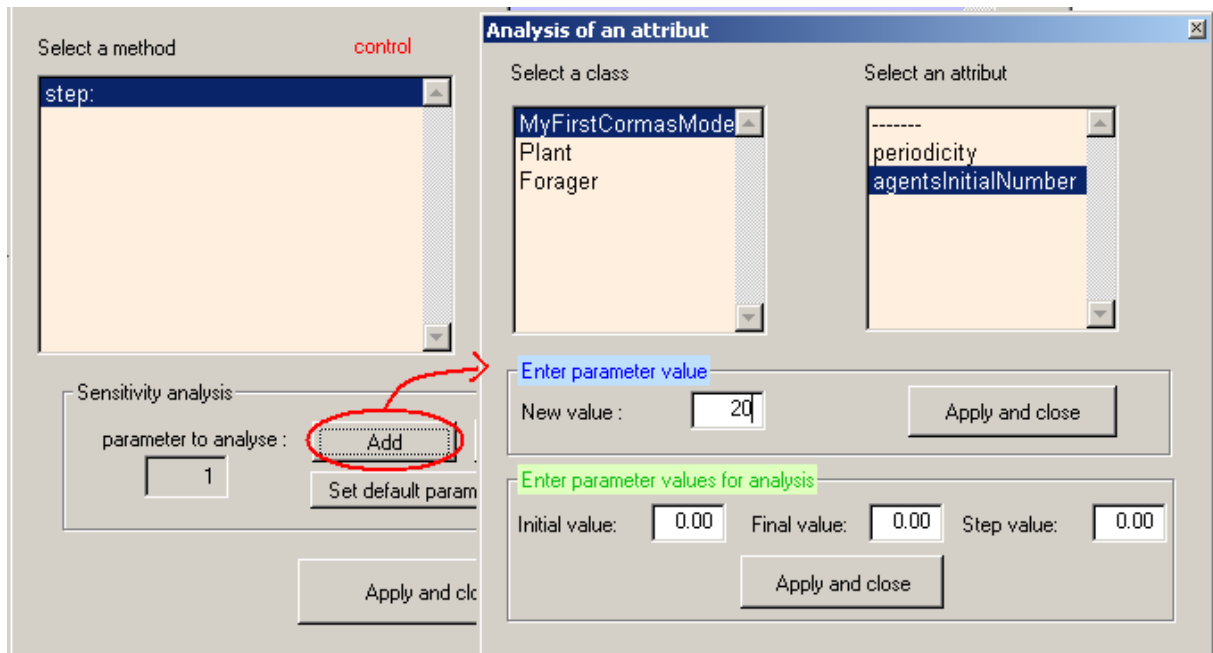 Select a method
control
step:
Sensitivity analysis
parameter to analyse :
Add
1
Set default param
Apply and clo
Analysis of an attribut
Select a class
Select an attribut
MyFirstCormasMode
Plant
Forager
-------
periodicity
agentsInitialNumber
Enter parameter value
New value :
20
Apply and close
Enter parameter values for analysis
Initial value:
0.00
Final value:
0.00
Step value:
0.00
Apply and close